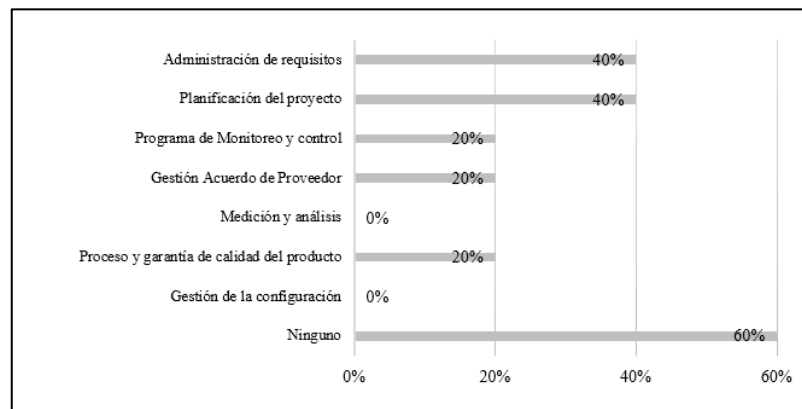 Administración de requisitos 40%
Planificación del proyecto 40%
Programa de Monitoreo y control 20%
Gestión Acuerdo de Proveedor 20%
Medición y análisis 0%
Proceso y garantía de calidad del producto 20%
Gestión de la configuración 0%
Ninguno 60%
0% 20% 40% 60%